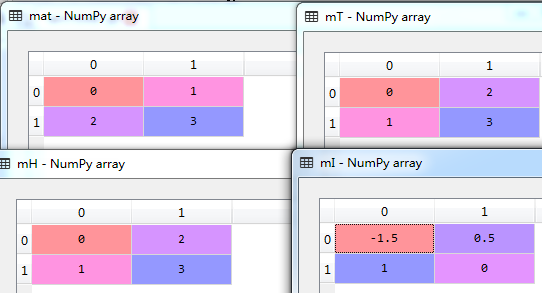 mat - NumPy array
0 1
0 0 1
1 2 3
mT - NumPy array
0 1
0 0 2
1 1 3
mH - NumPy array
0 1
0 0 2
1 1 3
mI - NumPy array
0 1
0 -1.5 0.5
1 1 0